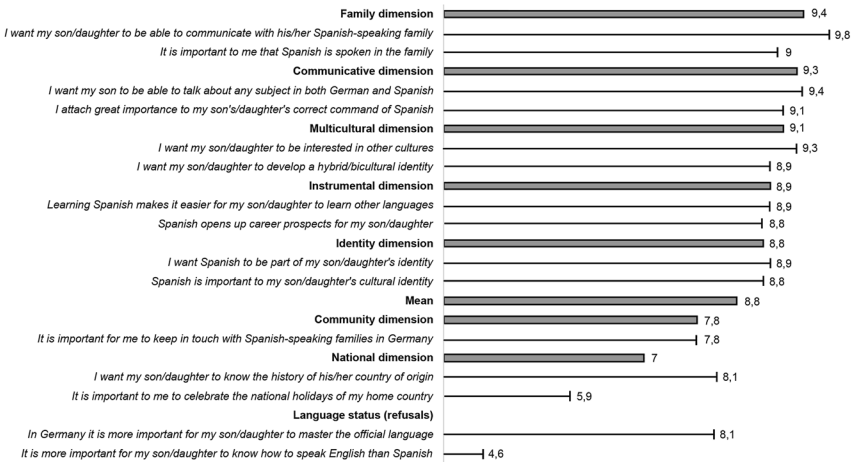 Family dimension 9,4
I want my son/daughter to be able to communicate with his/her Spanish-speaking family 9,8
It is important to me that Spanish is spoken in the family 9
Communicative dimension 9,3
I want my son to be able to talk about any subject in both German and Spanish 9,4
I attach great importance to my son's/daughter's correct command of Spanish 9,1
Multicultural dimension 9,1
I want my son/daughter to be interested in other cultures 9,3
I want my son/daughter to develop a hybrid/bicultural identity 8,9
Instrumental dimension 8,9
Learning Spanish makes it easier for my son/daughter to learn other languages 8,9
Spanish opens up career prospects for my son/daughter 8,8
Identity dimension 8,8
I want Spanish to be part of my son/daughter's identity 8,9
Spanish is important to my son/daughter's cultural identity 8,8
Mean 8,8
Community dimension 7,8
It is important for me to keep in touch with Spanish-speaking families in Germany 7,8
National dimension 7
I want my son/daughter to know the history of his/her country of origin 8,1
It is important to me to celebrate the national holidays of my home country 5,9
Language status (refusals)
In Germany it is more important for my son/daughter to master the official language 8,1
It is more important for my son/daughter to know how to speak English than Spanish 4,6